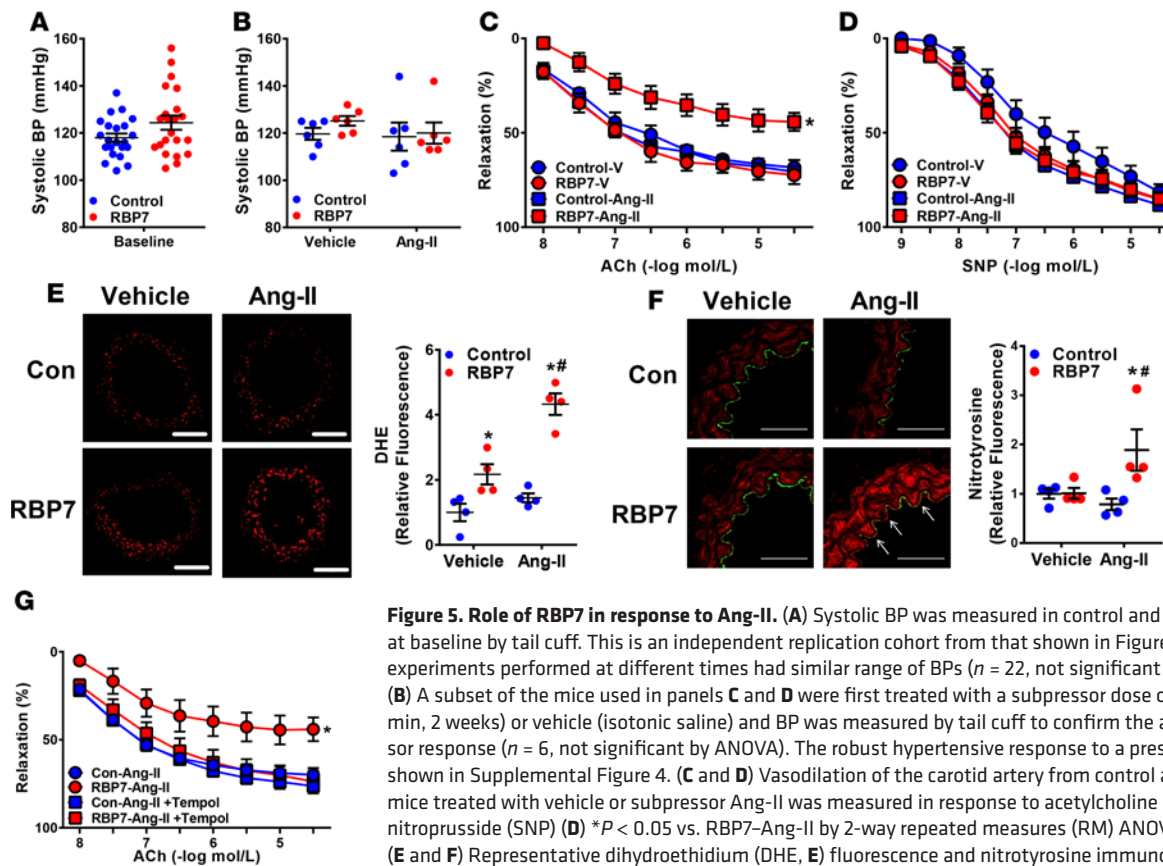 A
Systolic BP (mmHg)
160
140
120
100
80
Control
RBP7
Baseline
B
Systolic BP (mmHg)
160
140
120
100
80
Control
RBP7
Vehicle
Ang-II
C
Relaxation (%)
0
50
100
Control-V
RBP7-V
Control-Ang-II
RBP7-Ang-II
*
8
7
6
5
ACh (-log mol/L)
D
Relaxation (%)
0
50
100
Control-V
RBP7-V
Control-Ang-II
RBP7-Ang-II
9
8
7
6
5
SNP (-log mol/L)
E
Vehicle
Ang-II
Con
RBP7
DHE
(Relative Fluorescence)
6
4
2
0
Control
RBP7
*
*#
Vehicle
Ang-II
F
Vehicle
Ang-II
Con
RBP7
Nitrotyrosine
(Relative Fluorescence)
4
3
2
1
0
Control
RBP7
*#
Vehicle
Ang-II
G
Relaxation (%)
0
50
100
Con-Ang-II
RBP7-Ang-II
Con-Ang-II +Tempol
RBP7-Ang-II +Tempol
*
8
7
6
5
ACh (-log mol/L)
Figure 5. Role of RBP7 in response to Ang-II. (A) Systolic BP was measured in control and
at baseline by tail cuff. This is an independent replication cohort from that shown in Figure
experiments performed at different times had similar range of BPs (n = 22, not significant
(B) A subset of the mice used in panels C and D were first treated with a subpressor dose o
min, 2 weeks) or vehicle (isotonic saline) and BP was measured by tail cuff to confirm the a
sor response (n = 6, not significant by ANOVA). The robust hypertensive response to a pres
shown in Supplemental Figure 4. (C and D) Vasodilation of the carotid artery from control a
mice treated with vehicle or subpressor Ang-II was measured in response to acetylcholine
nitroprusside (SNP) (D) *P < 0.05 vs. RBP7–Ang-II by 2-way repeated measures (RM) ANOV
(E and F) Representative dihydroethidium (DHE, E) fluorescence and nitrotyrosine immuno